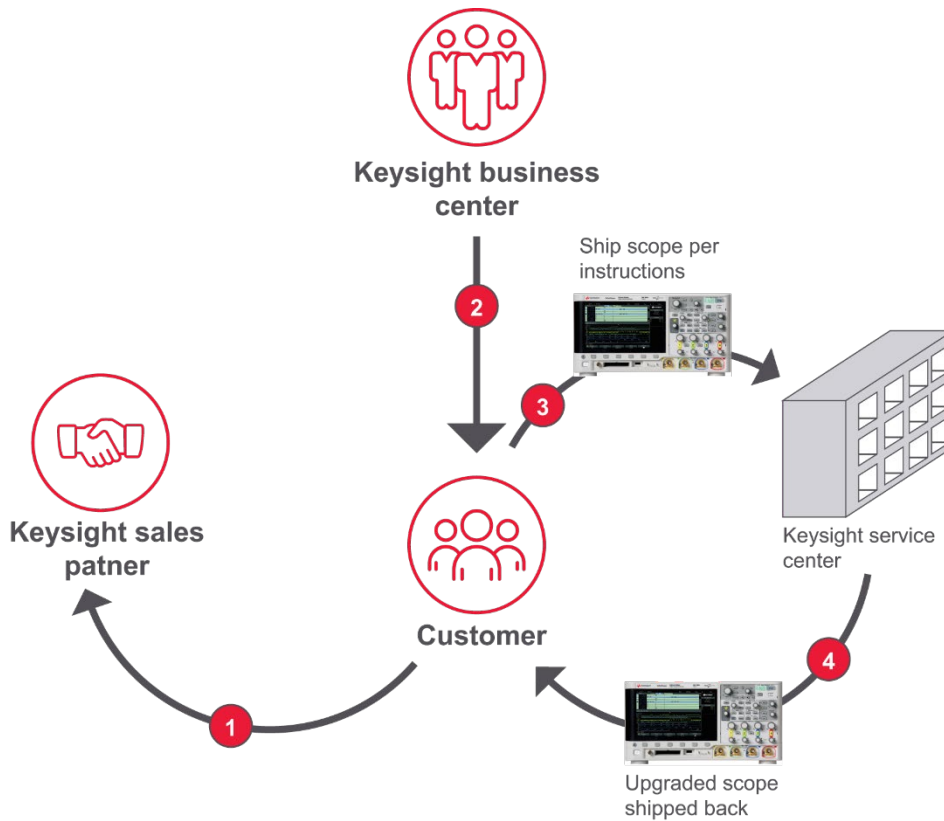 Keysight business
center
Ship scope per
instructions
2
3
Keysight sales
patner
Keysight service
center
Customer
4
1
Upgraded scope
shipped back